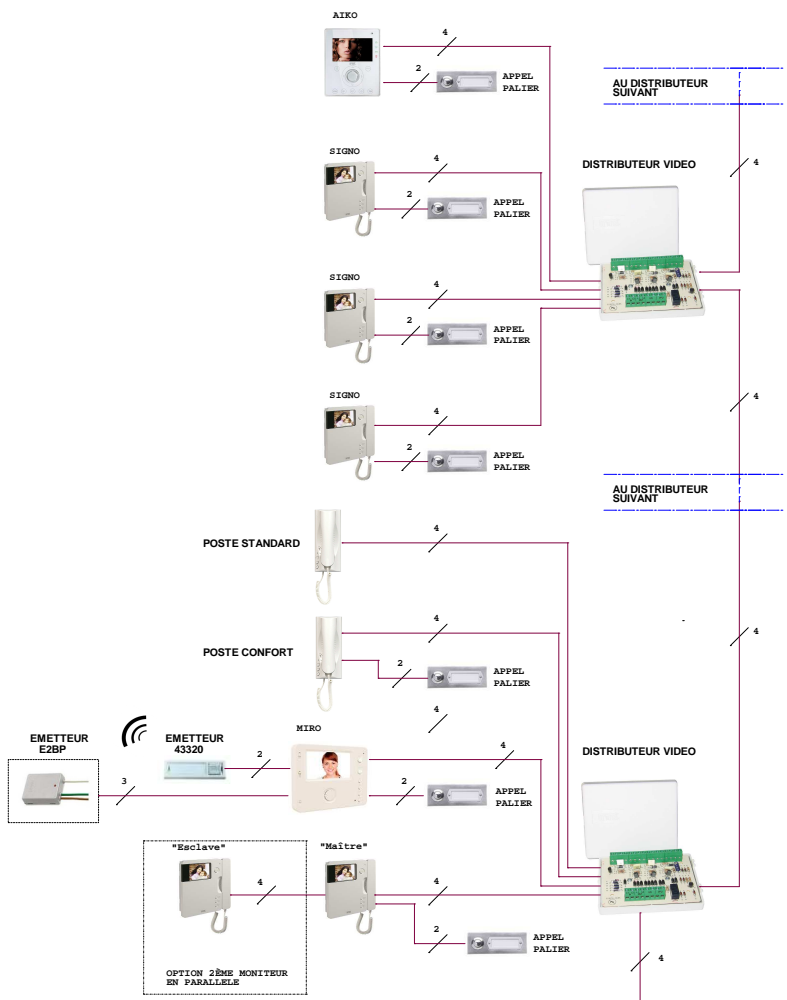 AIKO
4
2
APPEL
PALIER
AU DISTRIBUTEUR
SUIVANT
SIGNO
4
DISTRIBUTEUR VIDEO
4
2
APPEL
PALIER
SIGNO
4
2
APPEL
PALIER
SIGNO
4
4
2
APPEL
PALIER
AU DISTRIBUTEUR
SUIVANT
4
POSTE STANDARD
4
4
POSTE CONFORT
2
APPEL
PALIER
4
EMETTEUR
E2BP
EMETTEUR
43320
MIRO
4
DISTRIBUTEUR VIDEO
2
3
2
APPEL
PALIER
"Esclave"
"Maître"
4
4
2
APPEL
PALIER
4
OPTION 2ÈME MONITEUR
EN PARALLELE